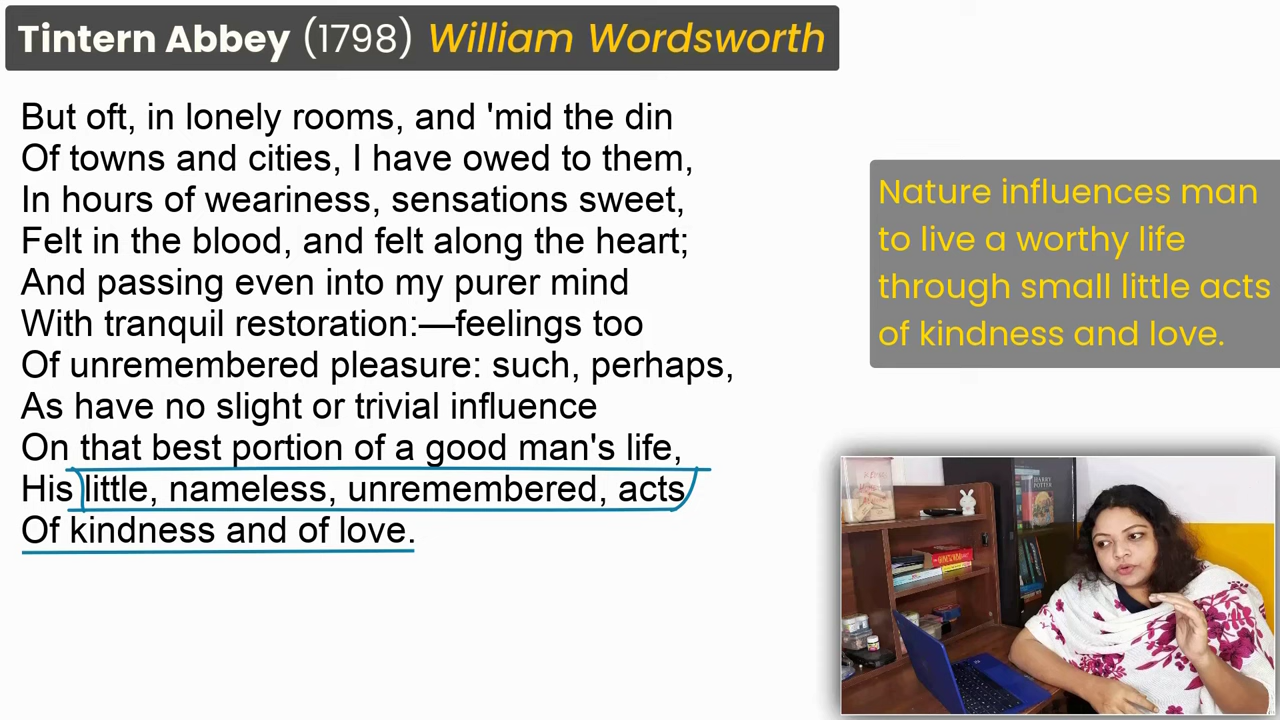 Tintern Abbey (1798) William Wordsworth
But oft, in lonely rooms, and 'mid the din
Of towns and cities, I have owed to them,
In hours of weariness, sensations sweet,
Felt in the blood, and felt along the heart;
And passing even into my purer mind
With tranquil restoration:—feelings too
Of unremembered pleasure: such, perhaps,
As have no slight or trivial influence
On that best portion of a good man's life,
His little, nameless, unremembered, acts
Of kindness and of love.
Nature influences man
to live a worthy life
through small little acts
of kindness and love.
HARRY
POTTER